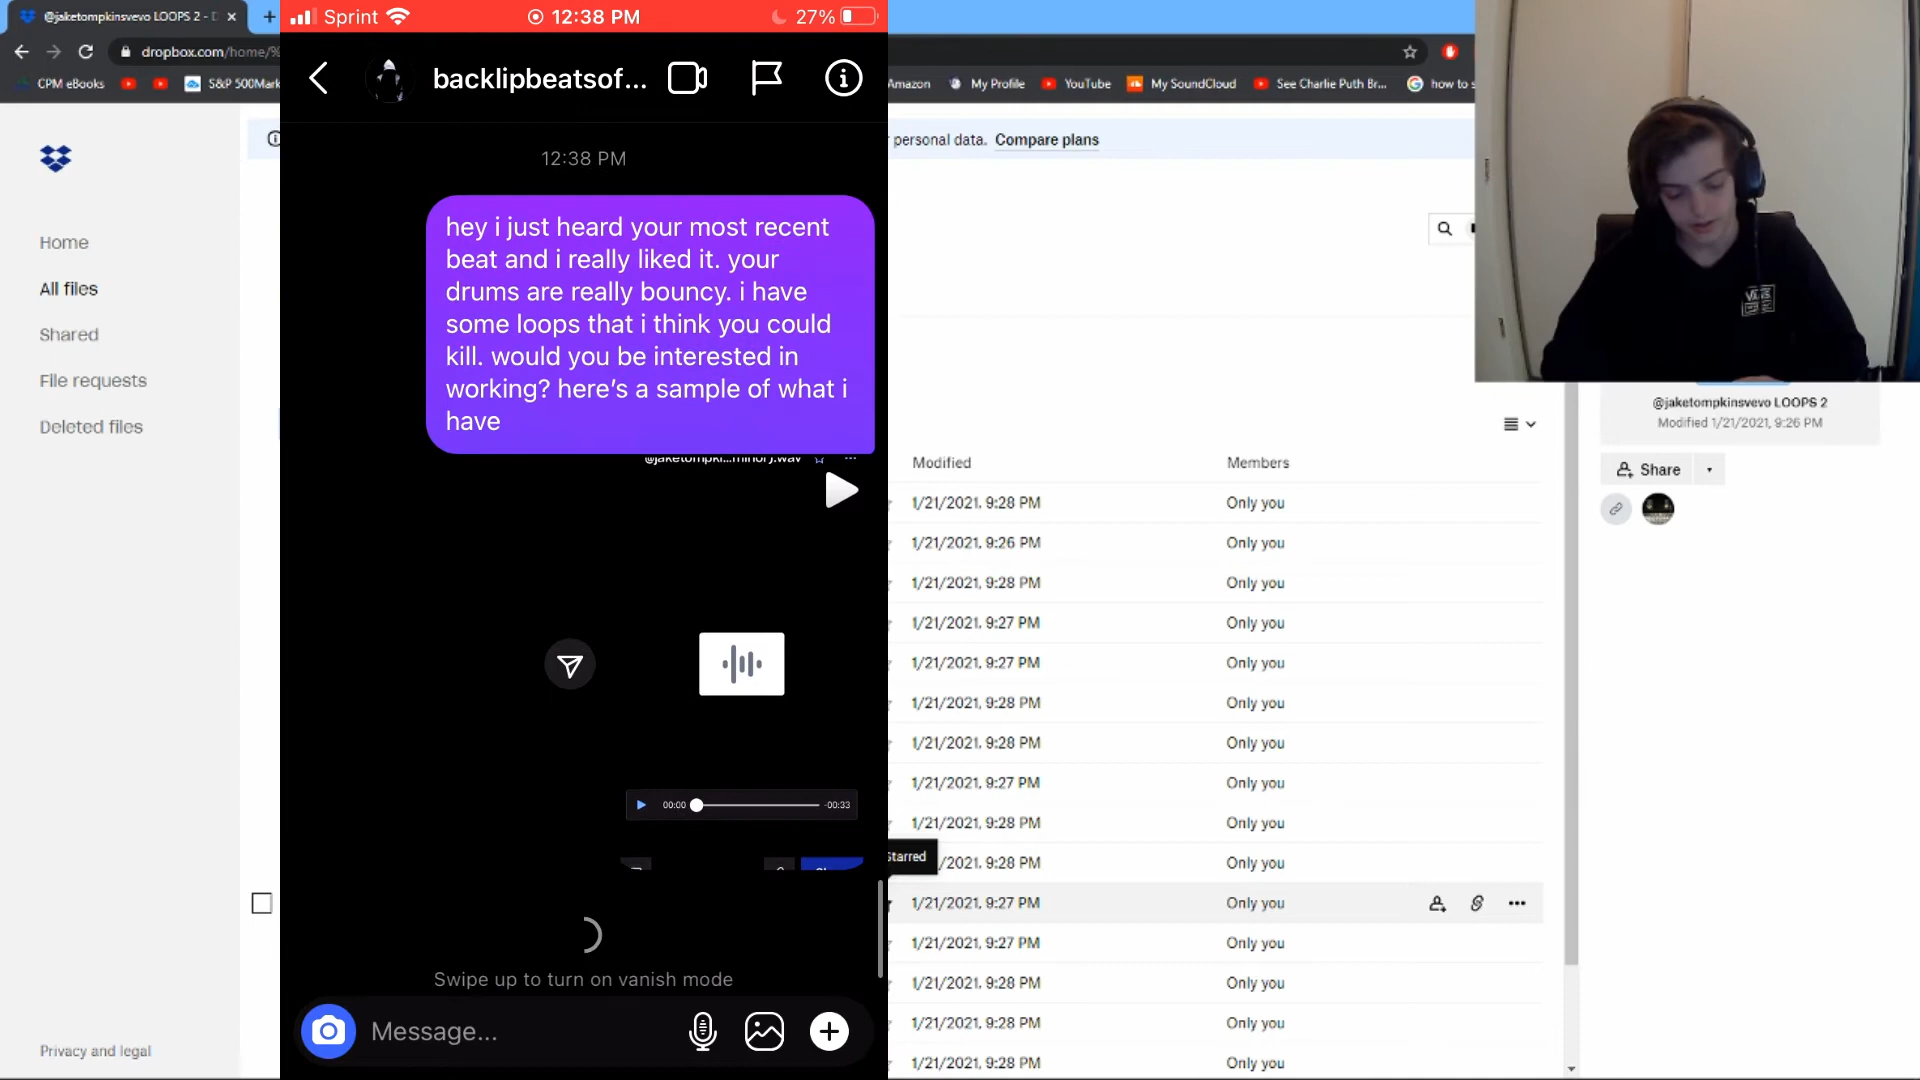 @jaketompkinsvevo LOOPS 2 - D
dropbox.com/home/%
CPM eBooks
S&P 500Mark
Amazon
My Profile
YouTube
My SoundCloud
See Charlie Puth Br...
how to s
Sprint
12:38 PM
27%
backlipbeatsof...
personal data. Compare plans
Home
All files
Shared
File requests
Deleted files
Privacy and legal
12:38 PM
hey i just heard your most recent
beat and i really liked it. your
drums are really bouncy. i have
some loops that i think you could
kill. would you be interested in
working? here's a sample of what i
have
@jaketompki...minor).wav
00:00
-00:33
Swipe up to turn on vanish mode
Message...
Modified Members
1/21/2021, 9:28 PM Only you
1/21/2021, 9:26 PM Only you
1/21/2021, 9:28 PM Only you
1/21/2021, 9:27 PM Only you
1/21/2021, 9:27 PM Only you
1/21/2021, 9:28 PM Only you
1/21/2021, 9:28 PM Only you
1/21/2021, 9:27 PM Only you
1/21/2021, 9:28 PM Only you
Starred
/21/2021, 9:28 PM Only you
1/21/2021, 9:27 PM Only you
1/21/2021, 9:27 PM Only you
1/21/2021, 9:28 PM Only you
1/21/2021, 9:28 PM Only you
1/21/2021, 9:28 PM Only you
@jaketompkinsvevo LOOPS 2
Modified 1/21/2021, 9:26 PM
Share